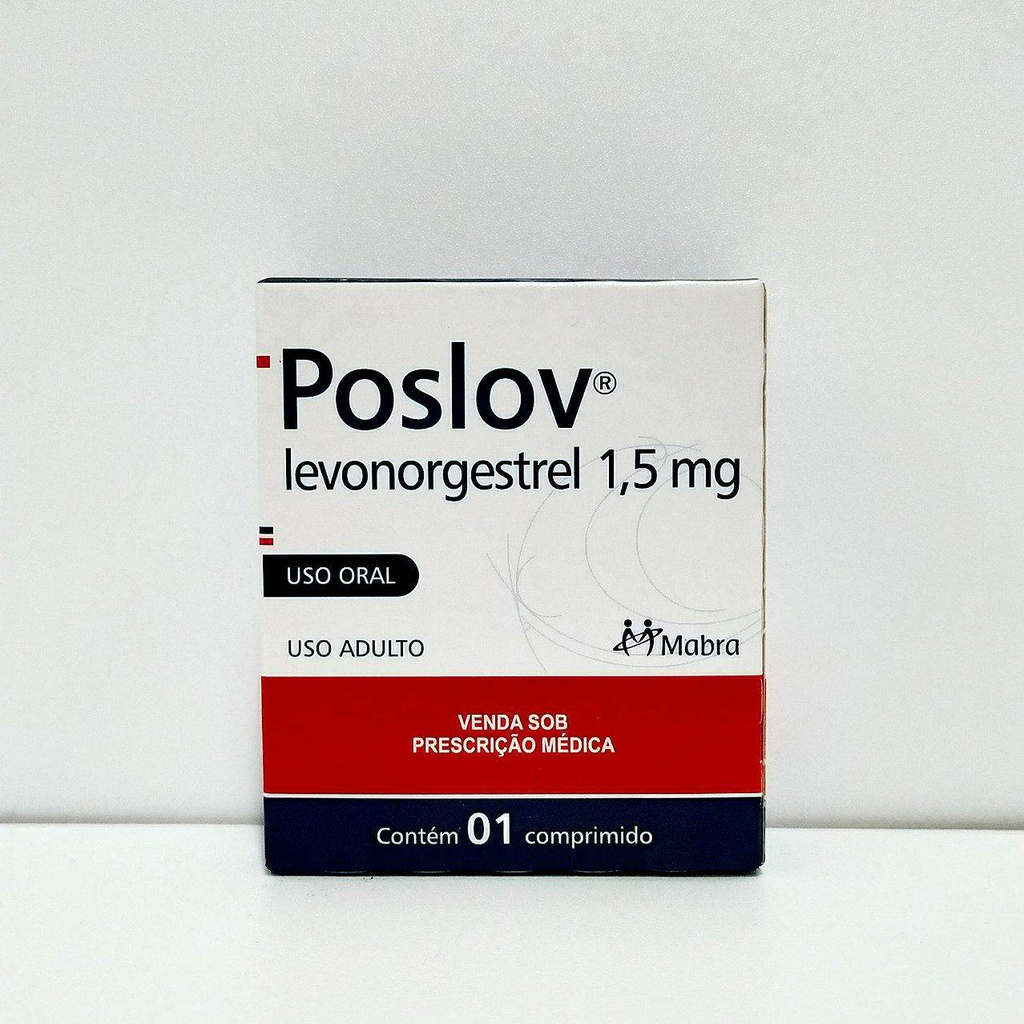 Poslov®
levonorgestrel 1,5 mg
USO ORAL
USO ADULTO
Mabra
VENDA SOB
PRESCRIÇÃO MÉDICA
Contém 01 comprimido